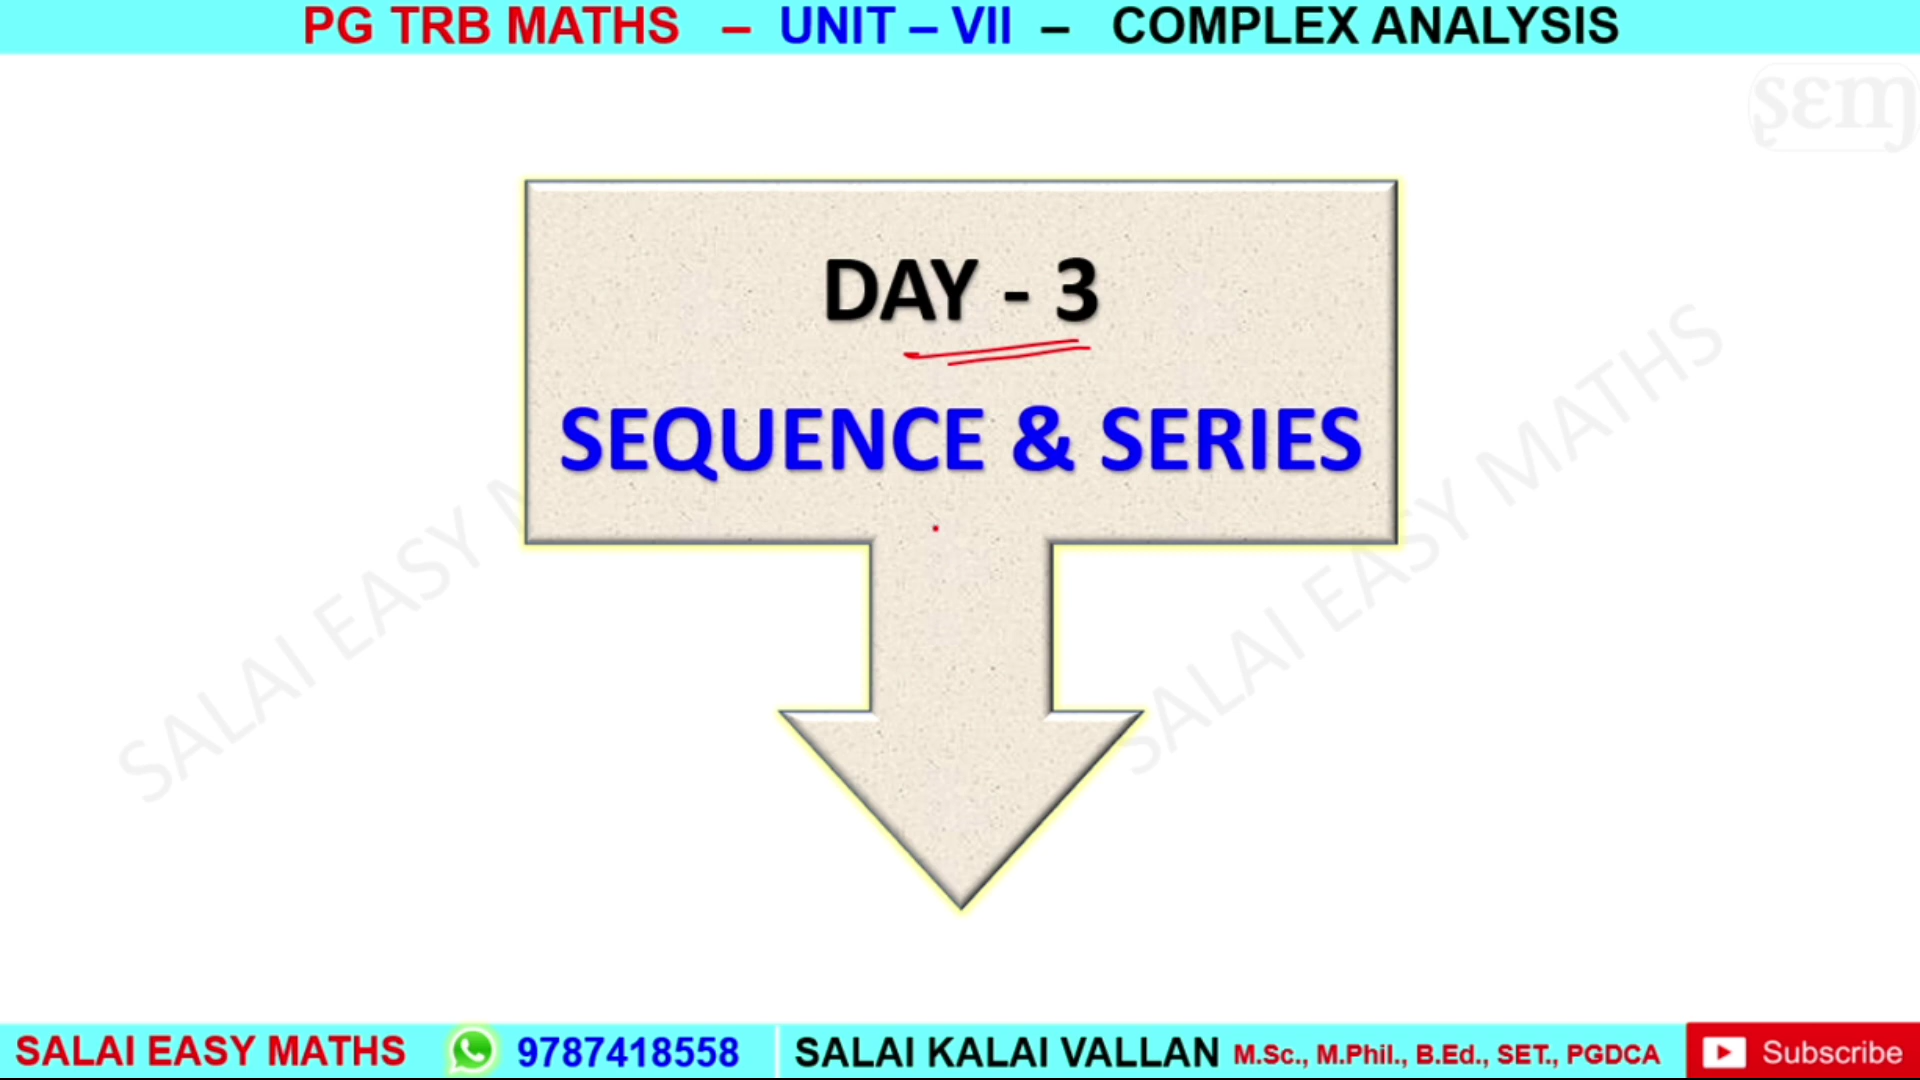 PG TRB MATHS – UNIT – VII – COMPLEX ANALYSIS
sem
DAY - 3
SEQUENCE & SERIES
SALAI EASY M
SALAI EASY MATHS
SALAI EASY MATHS 9787418558 SALAI KALAI VALLAN M.Sc., M.Phil., B.Ed., SET., PGDCA Subscribe